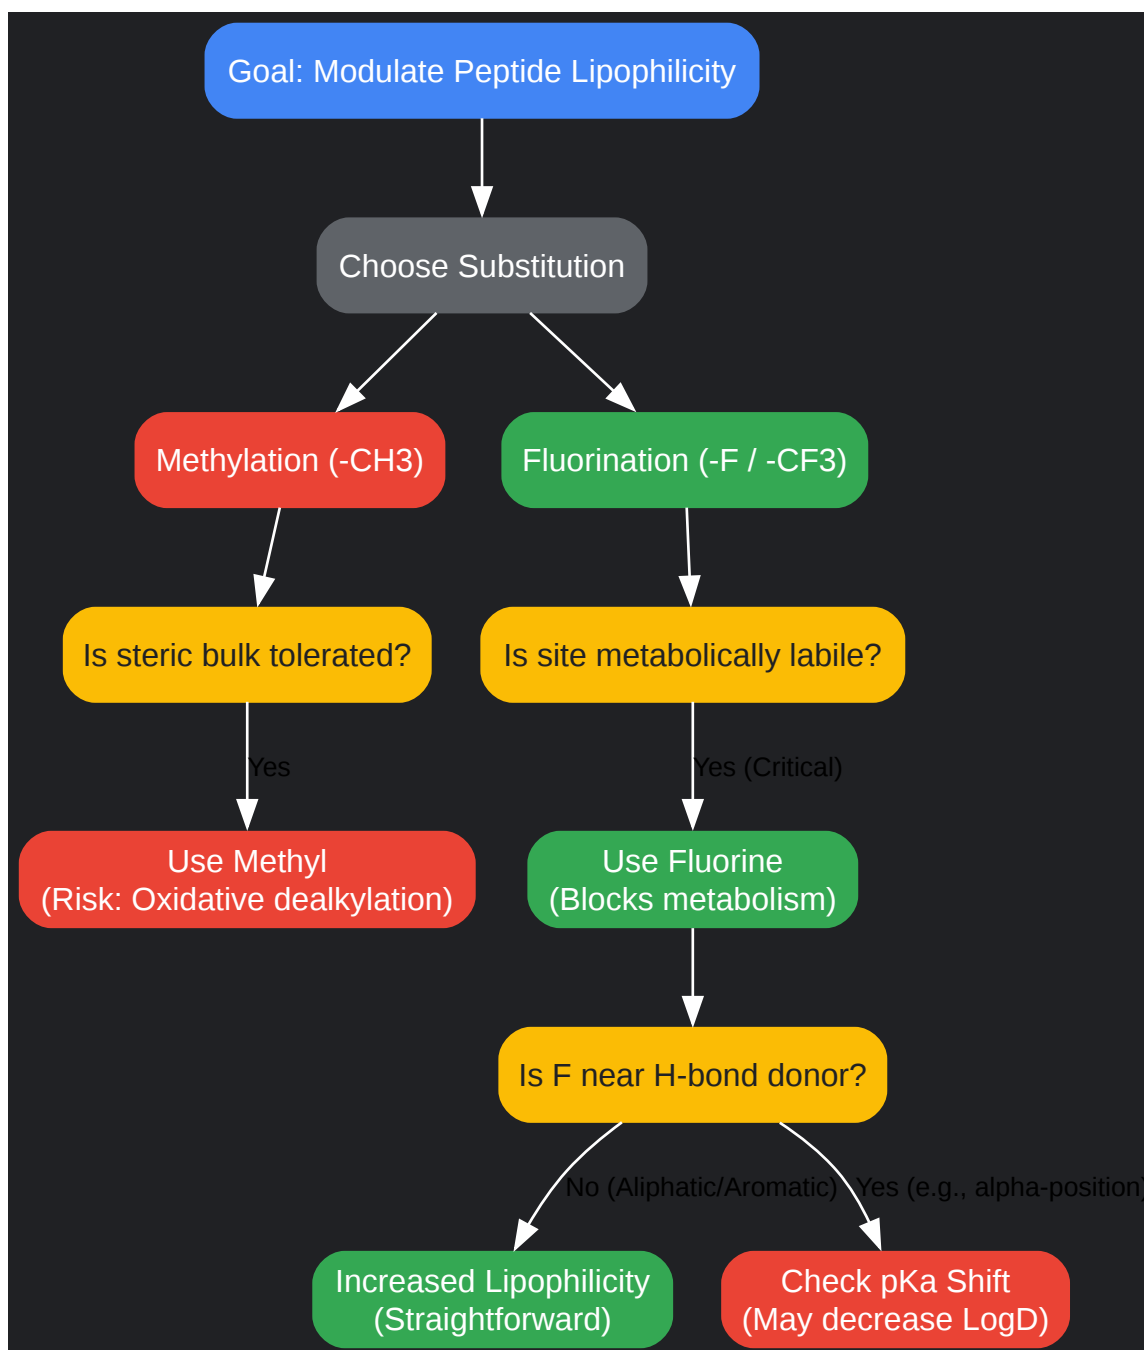 Goal: Modulate Peptide Lipophilicity
Choose Substitution
Methylation (-CH3)
Fluorination (-F / -CF3)
Is steric bulk tolerated?
Is site metabolically labile?
Yes
Yes (Critical)
Use Methyl
(Risk: Oxidative dealkylation)
Use Fluorine
(Blocks metabolism)
Is F near H-bond donor?
No (Aliphatic/Aromatic)
Yes (e.g., alpha-position)
Increased Lipophilicity
(Straightforward)
Check pKa Shift
(May decrease LogD)